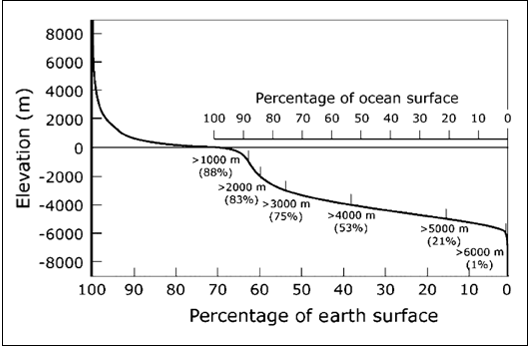 8000
6000
4000
2000
0
-2000
-4000
-6000
-8000
Elevation (m)
Percentage of ocean surface
100 90 80 70 60 50 40 30 20 10 0
>1000 m
(88%)
>2000 m
(83%)
>3000 m
(75%)
>4000 m
(53%)
>5000 m
(21%)
>6000 m
(1%)
100 90 80 70 60 50 40 30 20 10 0
Percentage of earth surface